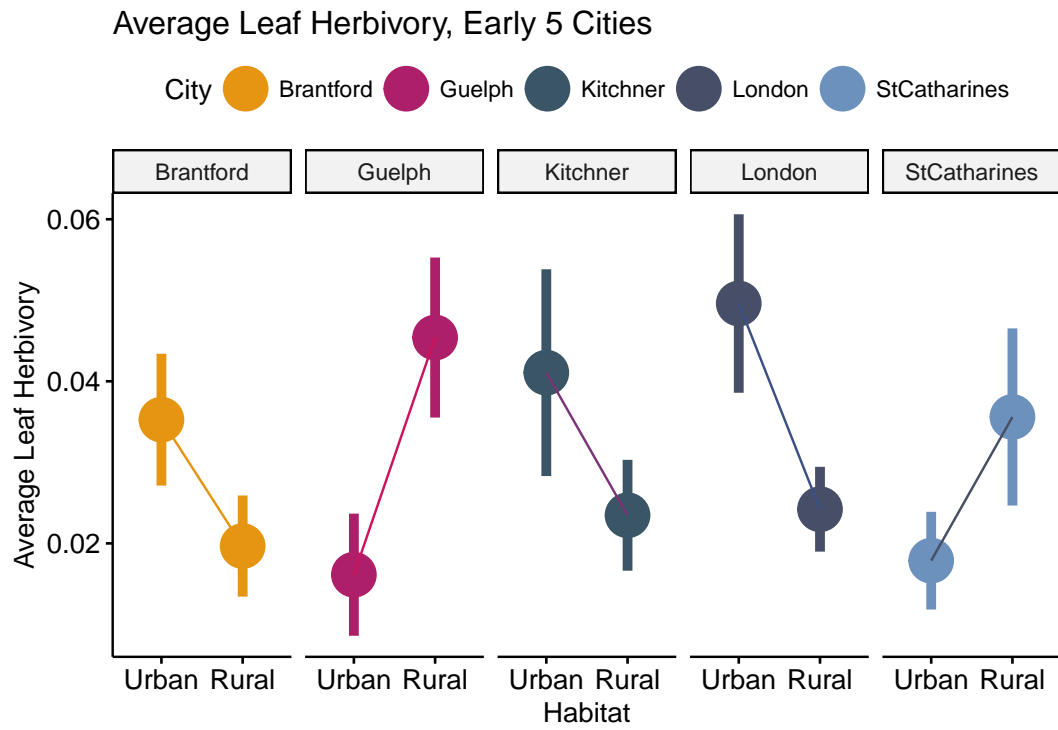 Average Leaf Herbivory, Early 5 Cities
City Brantford Guelph Kitchner London StCatharines
Brantford Guelph Kitchner London StCatharines
0.06
0.04
0.02
Average Leaf Herbivory
Urban Rural Urban Rural Urban Rural Urban Rural Urban Rural
Habitat